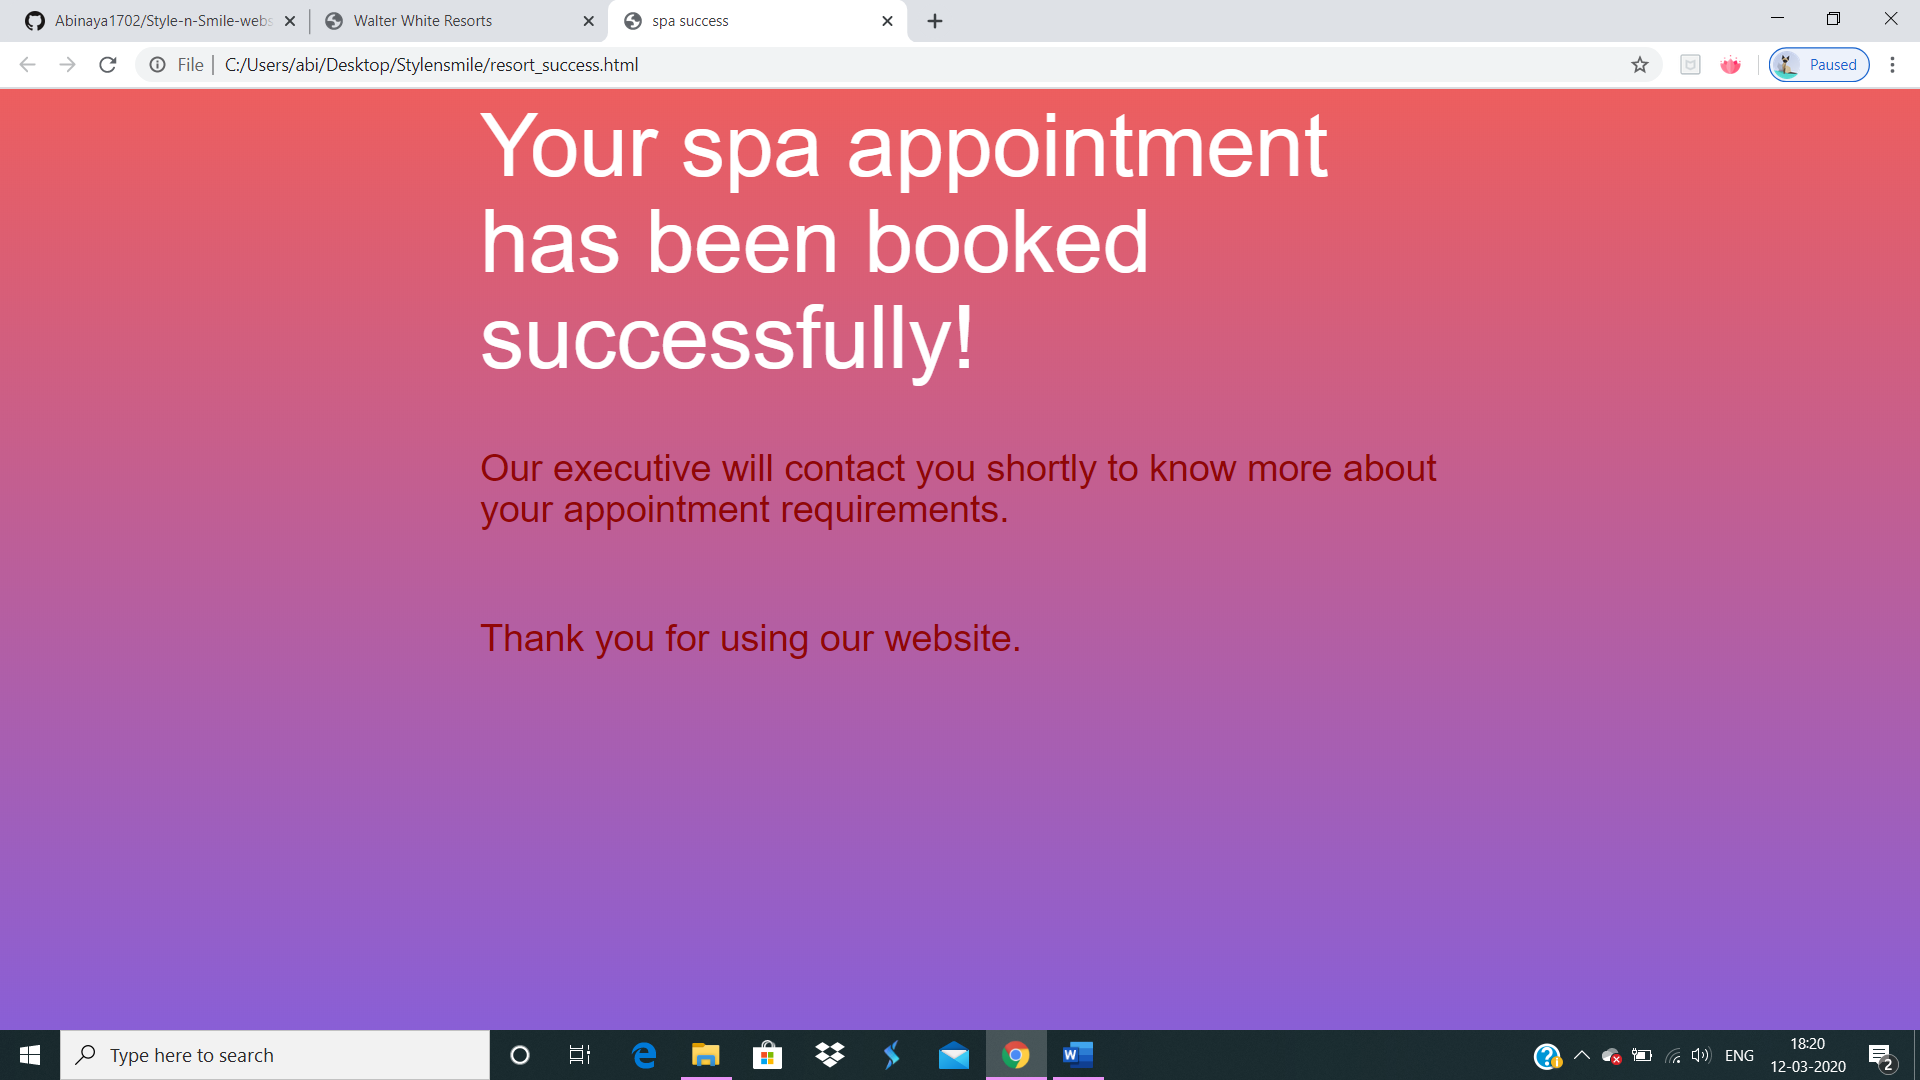 Abinaya1702/Style-n-Smile-webs
Walter White Resorts
spa success
File
C:/Users/abi/Desktop/Stylensmile/resort_success.html
Paused
Your spa appointment
has been booked
successfully!
Our executive will contact you shortly to know more about
your appointment requirements.
Thank you for using our website.
Type here to search
ENG
18:20
12-03-2020
2